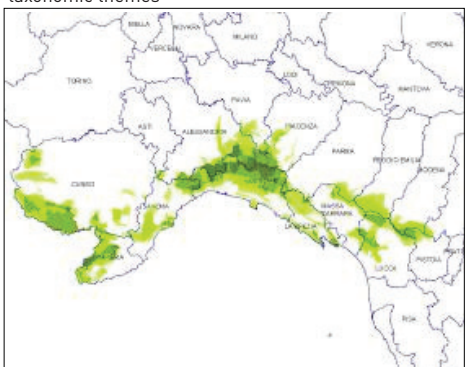 taxonomic themes
BIELLA
NOVARA
MILANO
VERCELLI
VERONA
LODI
CREMONA
MANTOVA
TORINO
PAVIA
ASTI
ALESSANDRIA
PIACENZA
PARMA
REGGIO EMILIA
MODENA
CUNEO
SAVONA
MASSA
CARRARA
LA SPEZIA
LUCCA
PISTOIA
PISA